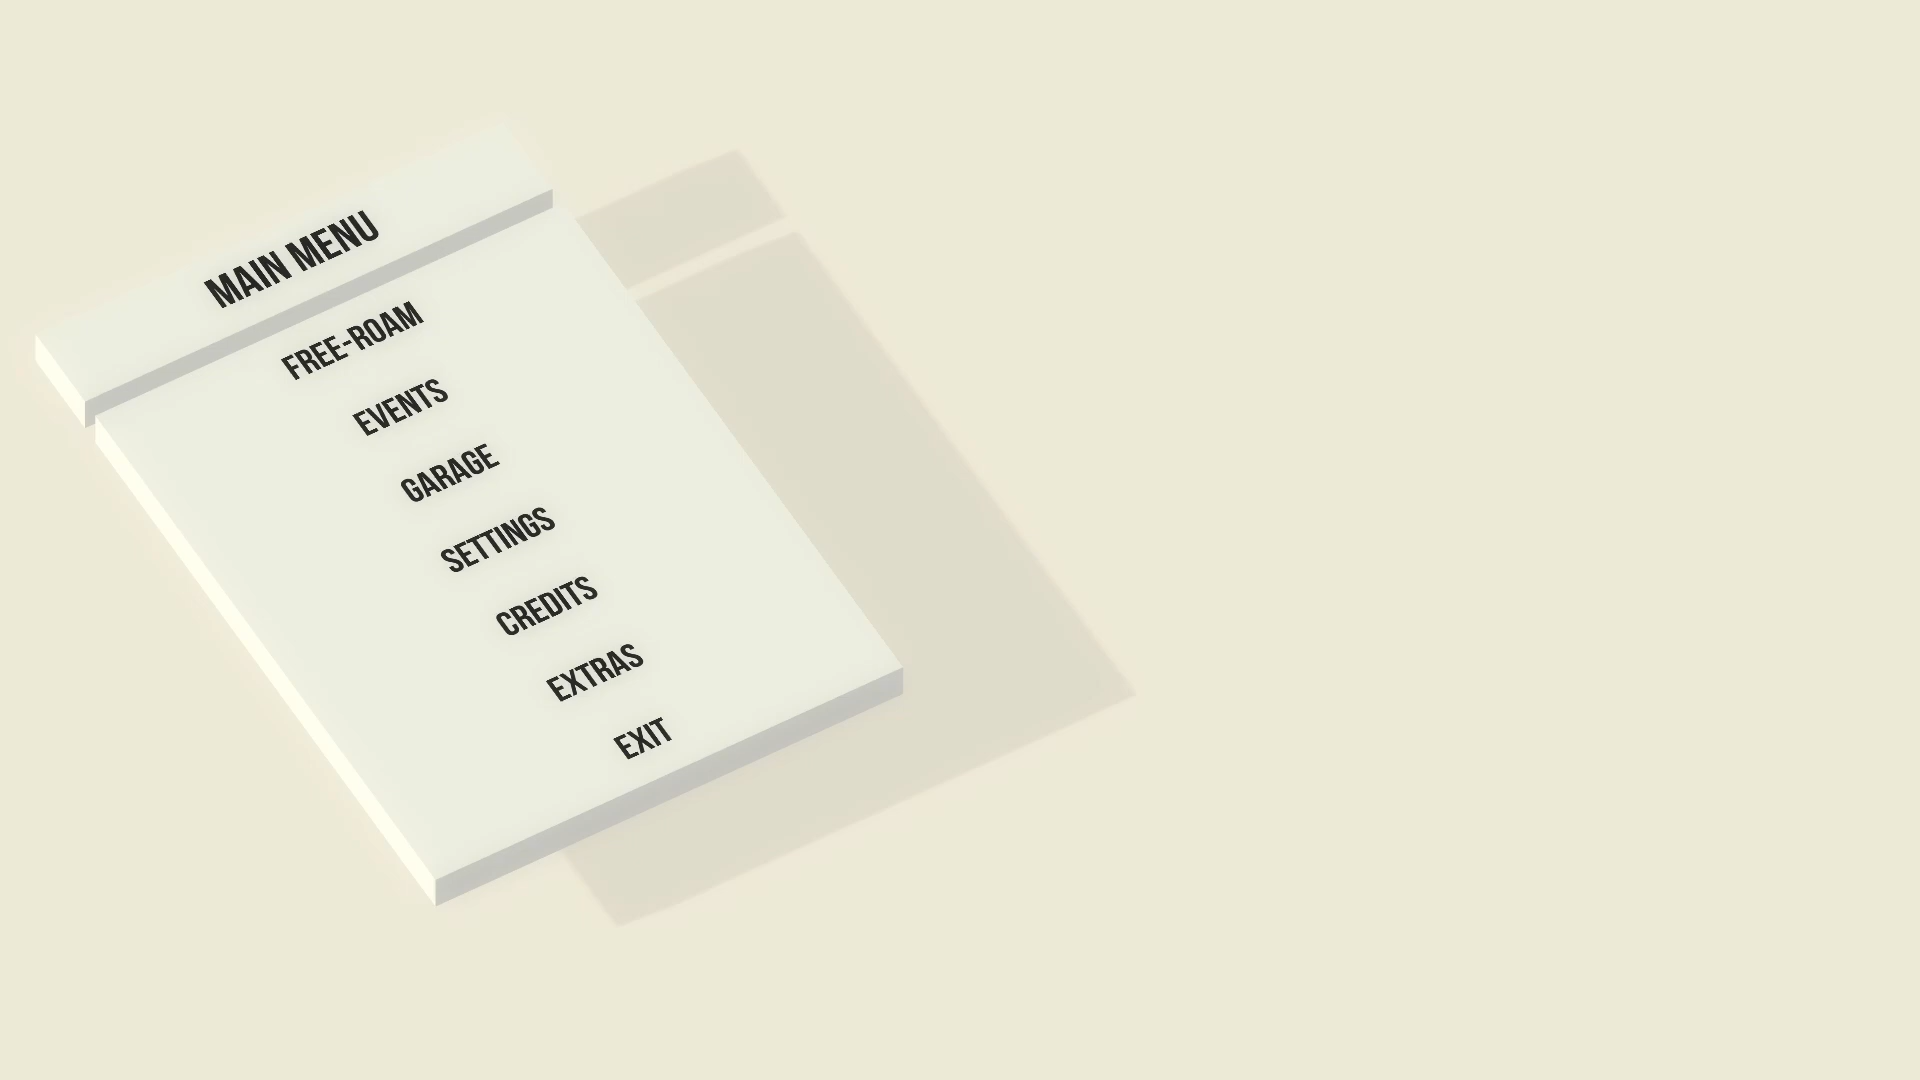 MAIN MENU
FREE-ROAM
EVENTS
GARAGE
SETTINGS
CREDITS
EXTRAS
EXIT